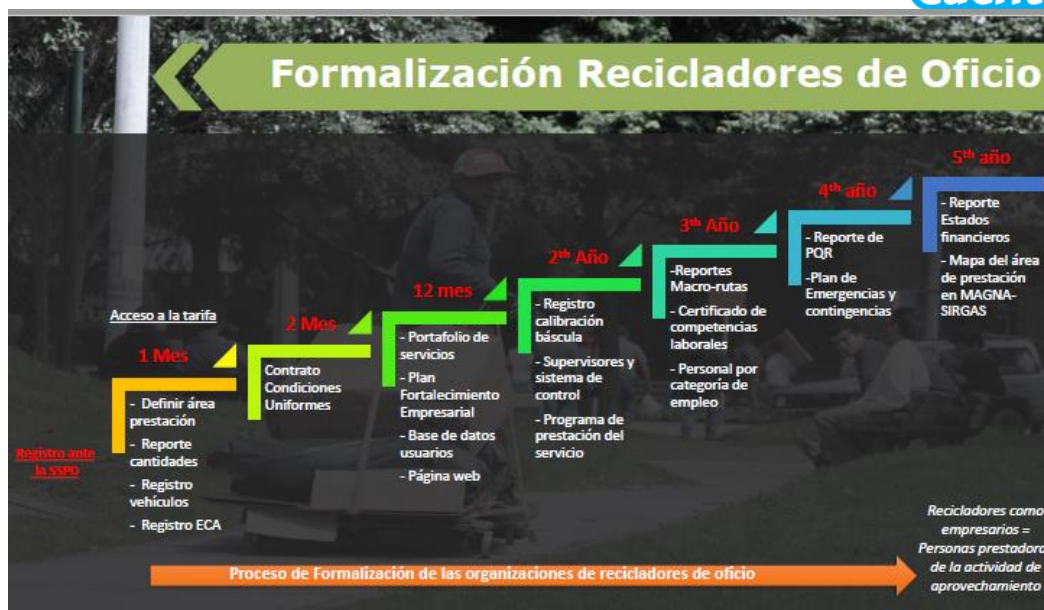 Formalización Recicladores de Oficio
Registro ante
la SSPD
Acceso a la tarifa
1 Mes
- Definir área
prestación
- Reporte
cantidades
- Registro
vehículos
- Registro ECA
2 Mes
Contrato
Condiciones
Uniformes
12 mes
- Portafolio de
servicios
- Plan
Fortalecimiento
Empresarial
- Base de datos
usuarios
- Página web
2th Año
- Registro
calibración
báscula
- Supervisores y
sistema de
control
- Programa de
prestación del
servicio
3th Año
-Reportes
Macro-rutas
- Certificado de
competencias
laborales
- Personal por
categoría de
empleo
4th año
- Reporte de
PQR
-Plan de
Emergencias y
contingencias
5th año
- Reporte
Estados
financieros
- Mapa del área
de prestación
en MAGNA-
SIRGAS
Proceso de Formalización de las organizaciones de recicladores de oficio
Recicladores como
empresarios =
Personas prestadora
de la actividad de
aprovechamiento